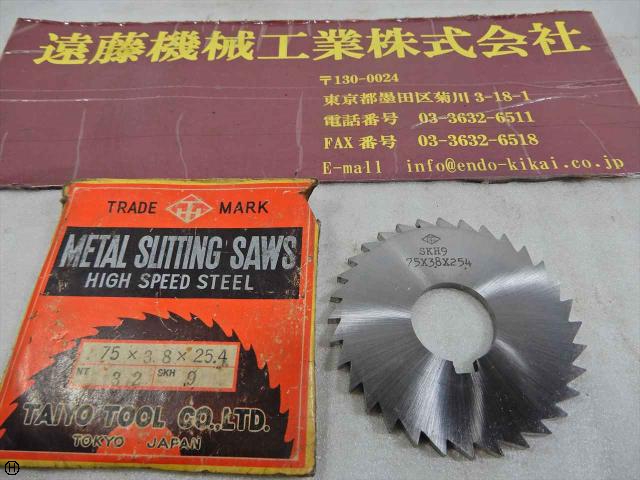 遠藤機械工業株式会社
〒130-0024
東京都墨田区菊川 3-18-1
電話番号 03-3632-6511
FAX 番号 03-3632-6518
E-mail info@endo-kikai.co.jp
TRADE MARK
METAL SLITTING SAWS
HIGH SPEED STEEL
75 × 3.8 × 25.4
NT 32 SKH 9
TAIYO TOOL CO.,LTD.
TOKYO JAPAN
SKH9
75X3.8X25.4
H